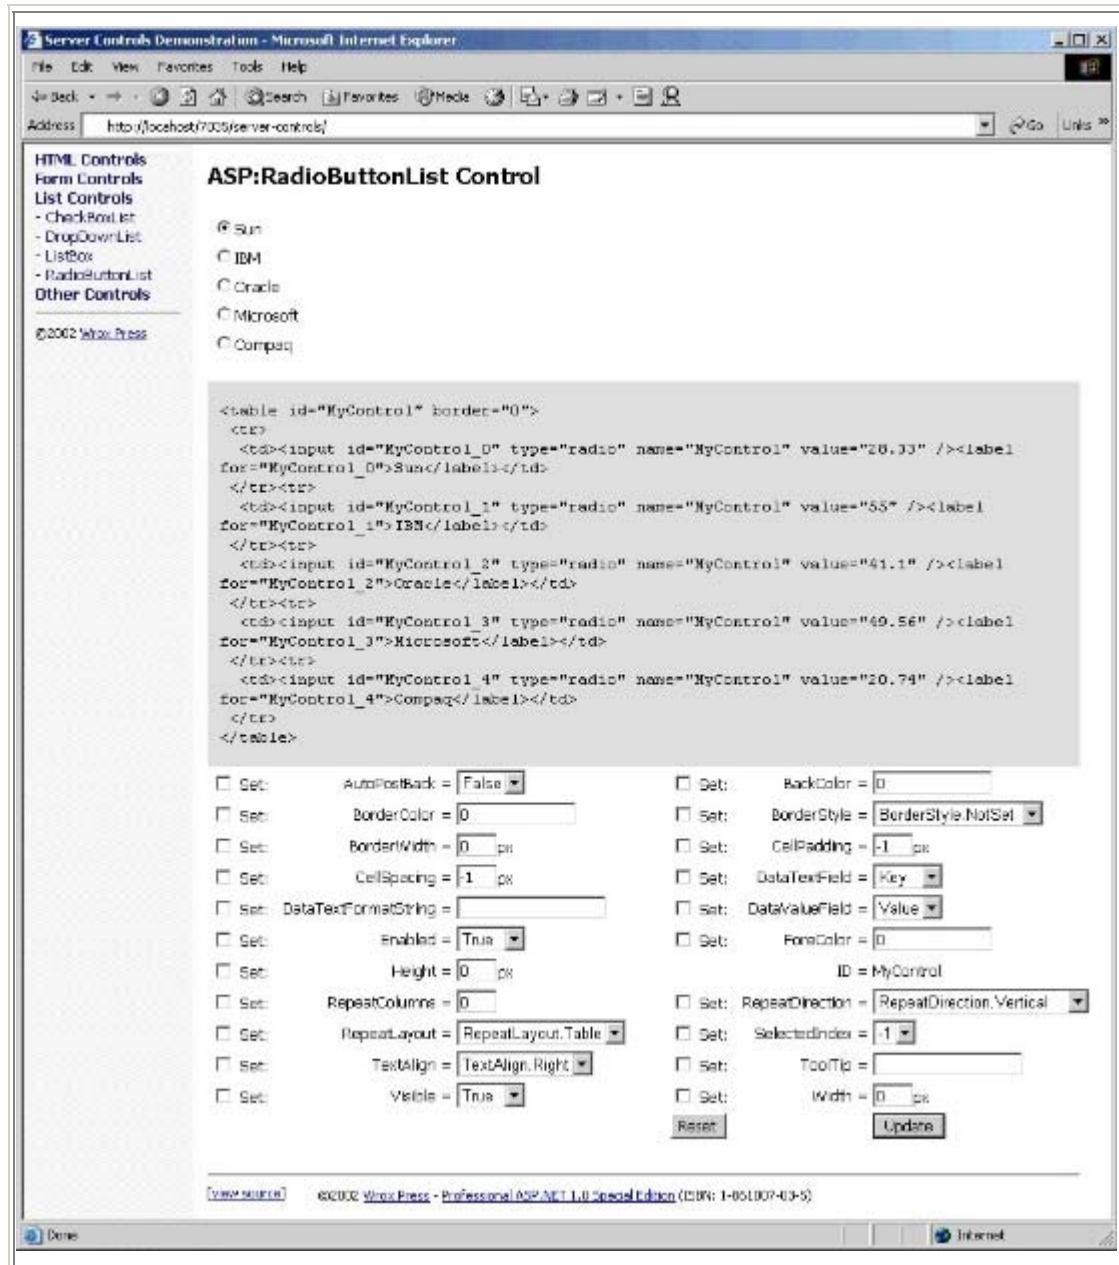 Server Controls Demonstration - Microsoft Internet Explorer
File Edit View Favorites Tools Help
Back Search Favorites Media
Address http://localhost/7035/server-controls/ Go Links »
HTML Controls
Form Controls
List Controls
- CheckBoxList
- DropDownList
- ListBox
- RadioButtonList
Other Controls
©2002 Wrox Press
ASP:RadioButtonList Control
Sun
IBM
Oracle
Microsoft
Compaq
<table id="MyControl" border="0">
<tr>
<td><input id="MyControl_0" type="radio" name="MyControl" value="28.33" /><label
for="MyControl_0">Sun</label></td>
</tr><tr>
<td><input id="MyControl_1" type="radio" name="MyControl" value="55" /><label
for="MyControl_1">IBM</label></td>
</tr><tr>
<td><input id="MyControl_2" type="radio" name="MyControl" value="41.1" /><label
for="MyControl_2">Oracle</label></td>
</tr><tr>
<td><input id="MyControl_3" type="radio" name="MyControl" value="49.56" /><label
for="MyControl_3">Microsoft</label></td>
</tr><tr>
<td><input id="MyControl_4" type="radio" name="MyControl" value="20.74" /><label
for="MyControl_4">Compaq</label></td>
</tr>
</table>
Set: AutoPostBack = False Set: BackColor = 0
Set: BorderColor = 0 Set: BorderStyle = BorderStyle.NotSet
Set: BorderWidth = 0 px Set: CellPadding = -1 px
Set: CellSpacing = -1 px Set: DataTextField = Key
Set: DataTextFormatString = Set: DataValueField = Value
Set: Enabled = True Set: ForeColor = 0
Set: Height = 0 px ID = MyControl
Set: RepeatColumns = 0 Set: RepeatDirection = RepeatDirection.Vertical
Set: RepeatLayout = RepeatLayout.Table Set: SelectedIndex = -1
Set: TextAlign = TextAlign.Right Set: ToolTip =
Set: Visible = True Set: Width = 0 px
Reset Update
[view source] ©2002 Wrox Press - Professional ASP.NET 1.0 Special Edition (ISBN: 1-861007-03-5)
Done Internet